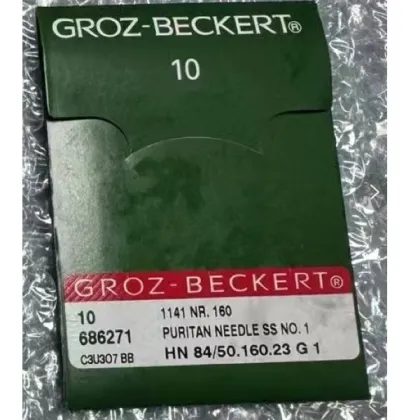 GROZ-BECKERT®
10
GROZ-BECKERT®
10 1141 NR. 160
686271 PURITAN NEEDLE SS NO. 1
C3U307 BB HN 84/50.160.23 G 1